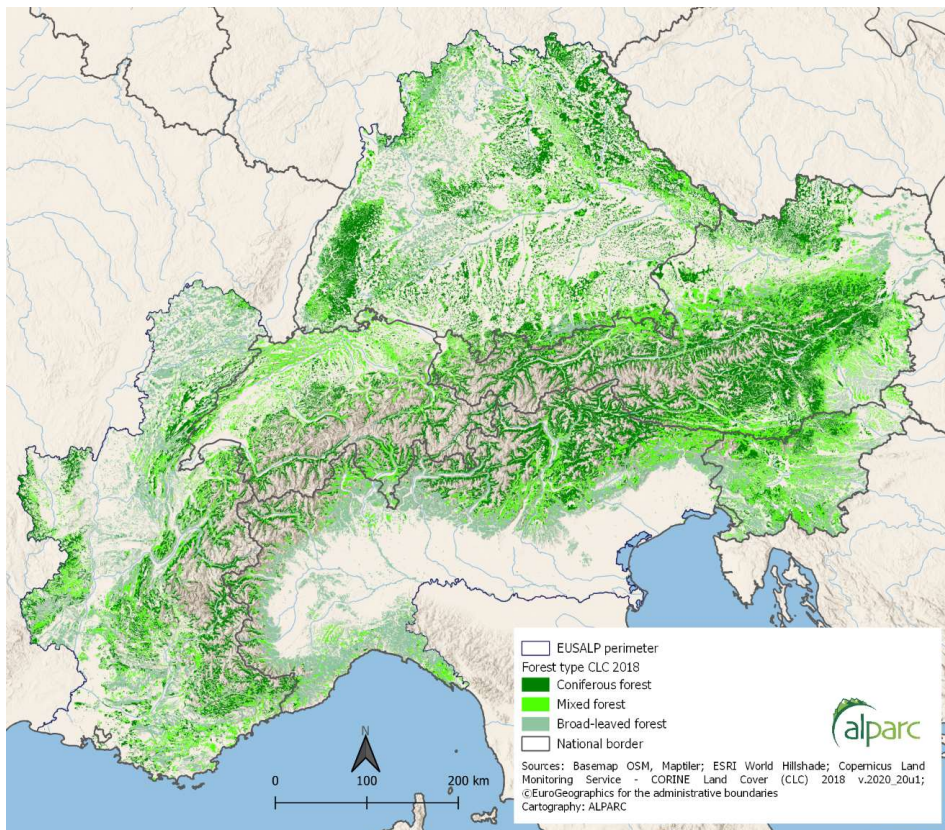 EUSALP perimeter
Forest type CLC 2018
Coniferous forest
Mixed forest
Broad-leaved forest
National border
alparc
Sources: Basemap OSM, Maptiler; ESRI World Hillshade; Copernicus Land
Monitoring Service - CORINE Land Cover (CLC) 2018 v.2020_20u1;
©EuroGeographics for the administrative boundaries
Cartography: ALPARC
N
0 100 200 km